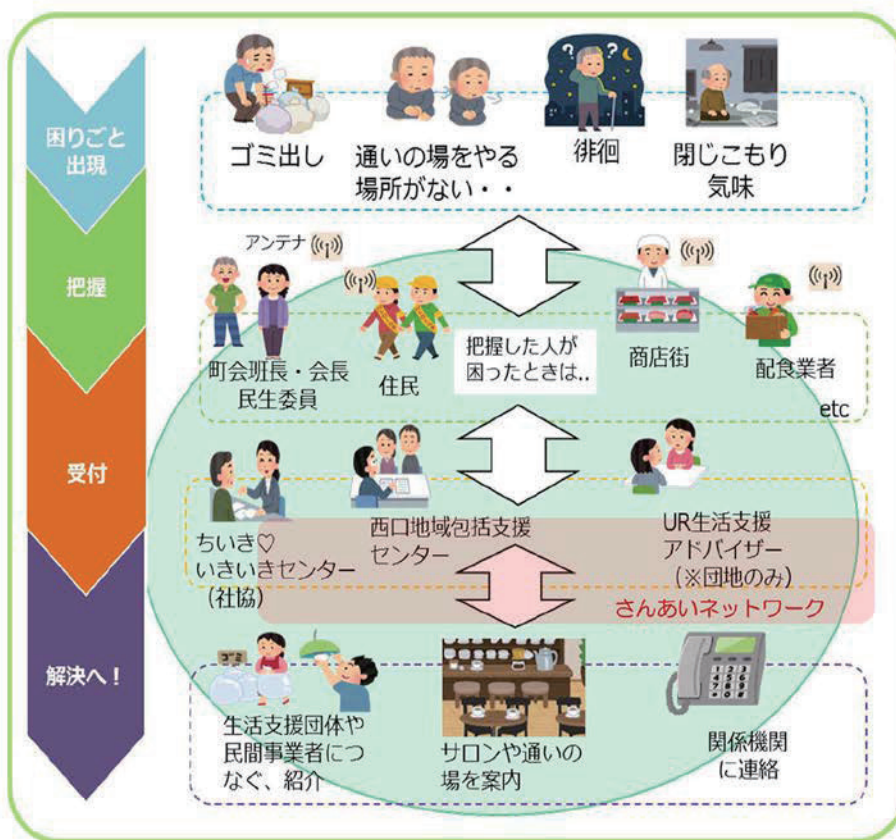 困りごと
出現
ゴミ出し
通いの場をやる
場所がない・・
徘徊
閉じこもり
気味
? ?
把握
アンテナ
町会班長・会長
民生委員
住民
把握した人が
困ったときは..
商店街
配食業者
etc
受付
ちいき♡
いきいきセンター
(社協)
西口地域包括支援
センター
UR生活支援
アドバイザー
(※団地のみ)
さんあいネットワーク
解決へ!
ゴミ
生活支援団体や
民間事業者につ
なぐ、紹介
サロンや通いの
場を案内
関係機関
に連絡